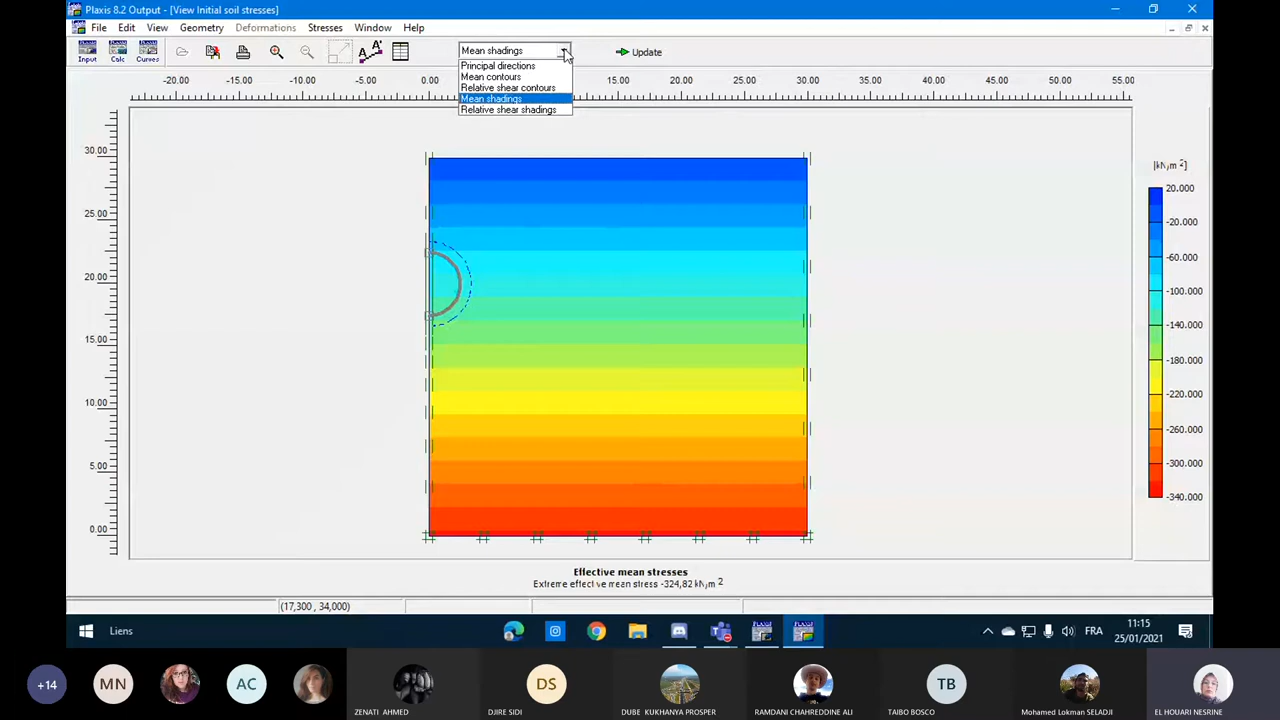 Plaxis 8.2 Output - [View Initial soil stresses]
File Edit View Geometry Deformations Stresses Window Help
Input Calc Curves
Mean shadings
Update
Principal directions
Mean contours
Relative shear contours
Mean shadings
Relative shear shadings
-20.00 -15.00 -10.00 -5.00 0.00 15.00 20.00 25.00 30.00 35.00 40.00 45.00 50.00 55.00
30.00
25.00
20.00
15.00
10.00
5.00
0.00
[kN/m 2]
20.000
-20.000
-60.000
-100.000
-140.000
-180.000
-220.000
-260.000
-300.000
-340.000
Effective mean stresses
Extreme effective mean stress -324,82 kN/m 2
(17,300 , 34,000)
Liens
FRA
11:15
25/01/2021
+14
MN
AC
ZENATI AHMED
DS
DJIRE SIDI
DUBE KUKHANYA PROSPER
RAMDANI CHAHREDDINE ALI
TB
TAIBO BOSCO
Mohamed Lokman SELADJI
EL HOUARI NESRINE